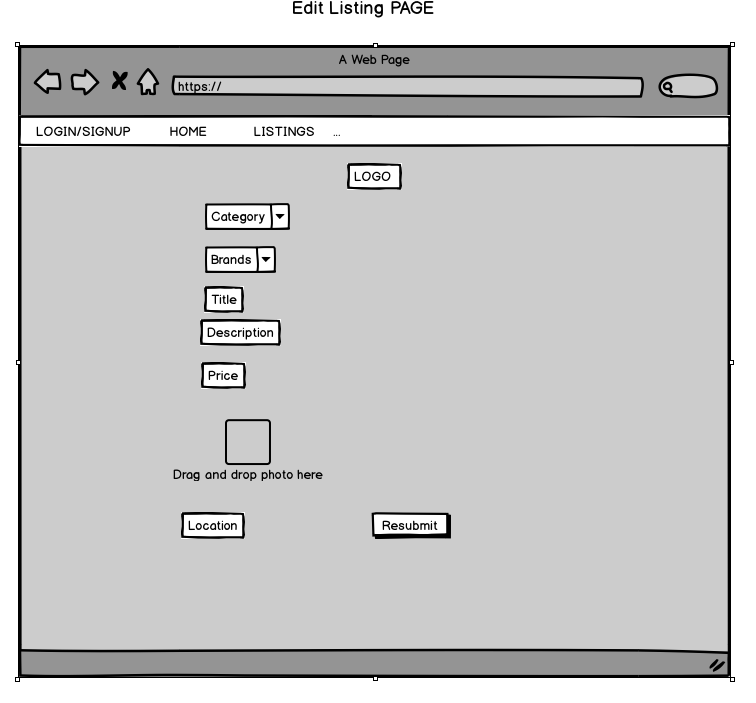 Edit Listing PAGE
A Web Page
https://
LOGIN/SIGNUP HOME LISTINGS ...
LOGO
Category
Brands
Title
Description
Price
Drag and drop photo here
Location Resubmit